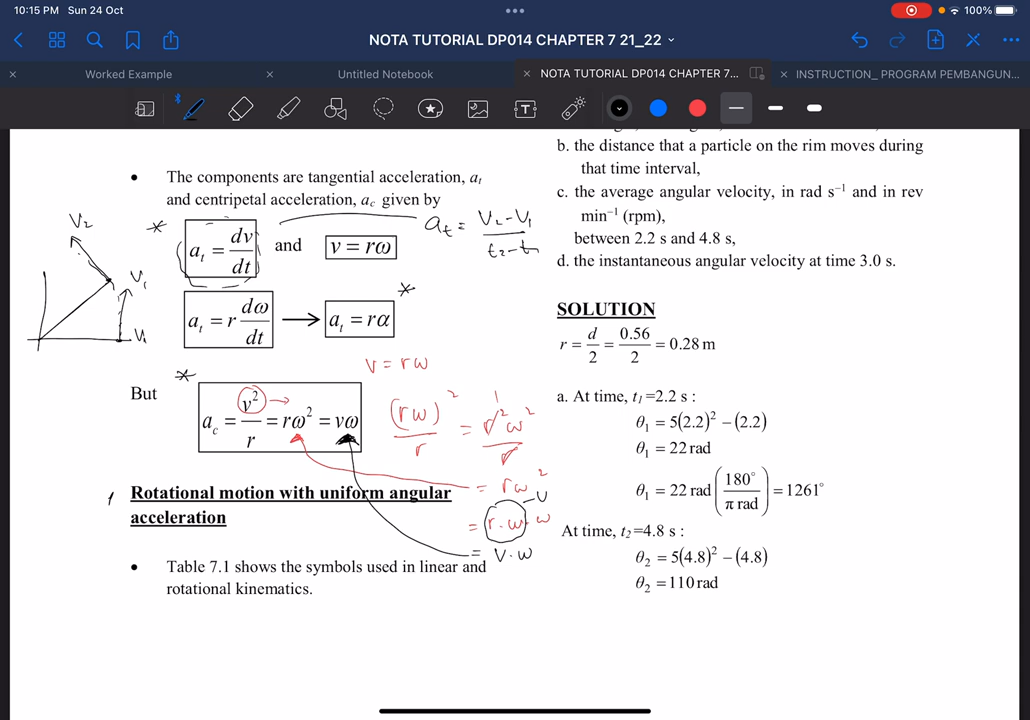 10:15 PM Sun 24 Oct
100%
NOTA TUTORIAL DP014 CHAPTER 7 21_22
Worked Example
Untitled Notebook
NOTA TUTORIAL DP014 CHAPTER 7...
INSTRUCTION_ PROGRAM PEMBANGUN...
• The components are tangential acceleration, aₜ
and centripetal acceleration, a_c given by
* aₜ = dv/dt and v = rω
aₜ = (V₂ − V₁)/(t₂ − t
V₂
V₁
aₜ = r dω/dt ⟶ aₜ = rα *
V = rω
But
* a_c = v²/r = rω² = vω
(rω)²/r = r²ω²/r
1
= rω²
= r·ω·ω
V
= V·ω
1 Rotational motion with uniform angular
acceleration
• Table 7.1 shows the symbols used in linear and
rotational kinematics.
b. the distance that a particle on the rim moves during
that time interval,
c. the average angular velocity, in rad s⁻¹ and in rev
min⁻¹ (rpm),
between 2.2 s and 4.8 s,
d. the instantaneous angular velocity at time 3.0 s.
SOLUTION
r = d/2 = 0.56/2 = 0.28 m
a. At time, t₁=2.2 s :
θ₁ = 5(2.2)² − (2.2)
θ₁ = 22 rad
θ₁ = 22 rad (180°/π rad) = 1261°
At time, t₂=4.8 s :
θ₂ = 5(4.8)² − (4.8)
θ₂ = 110 rad